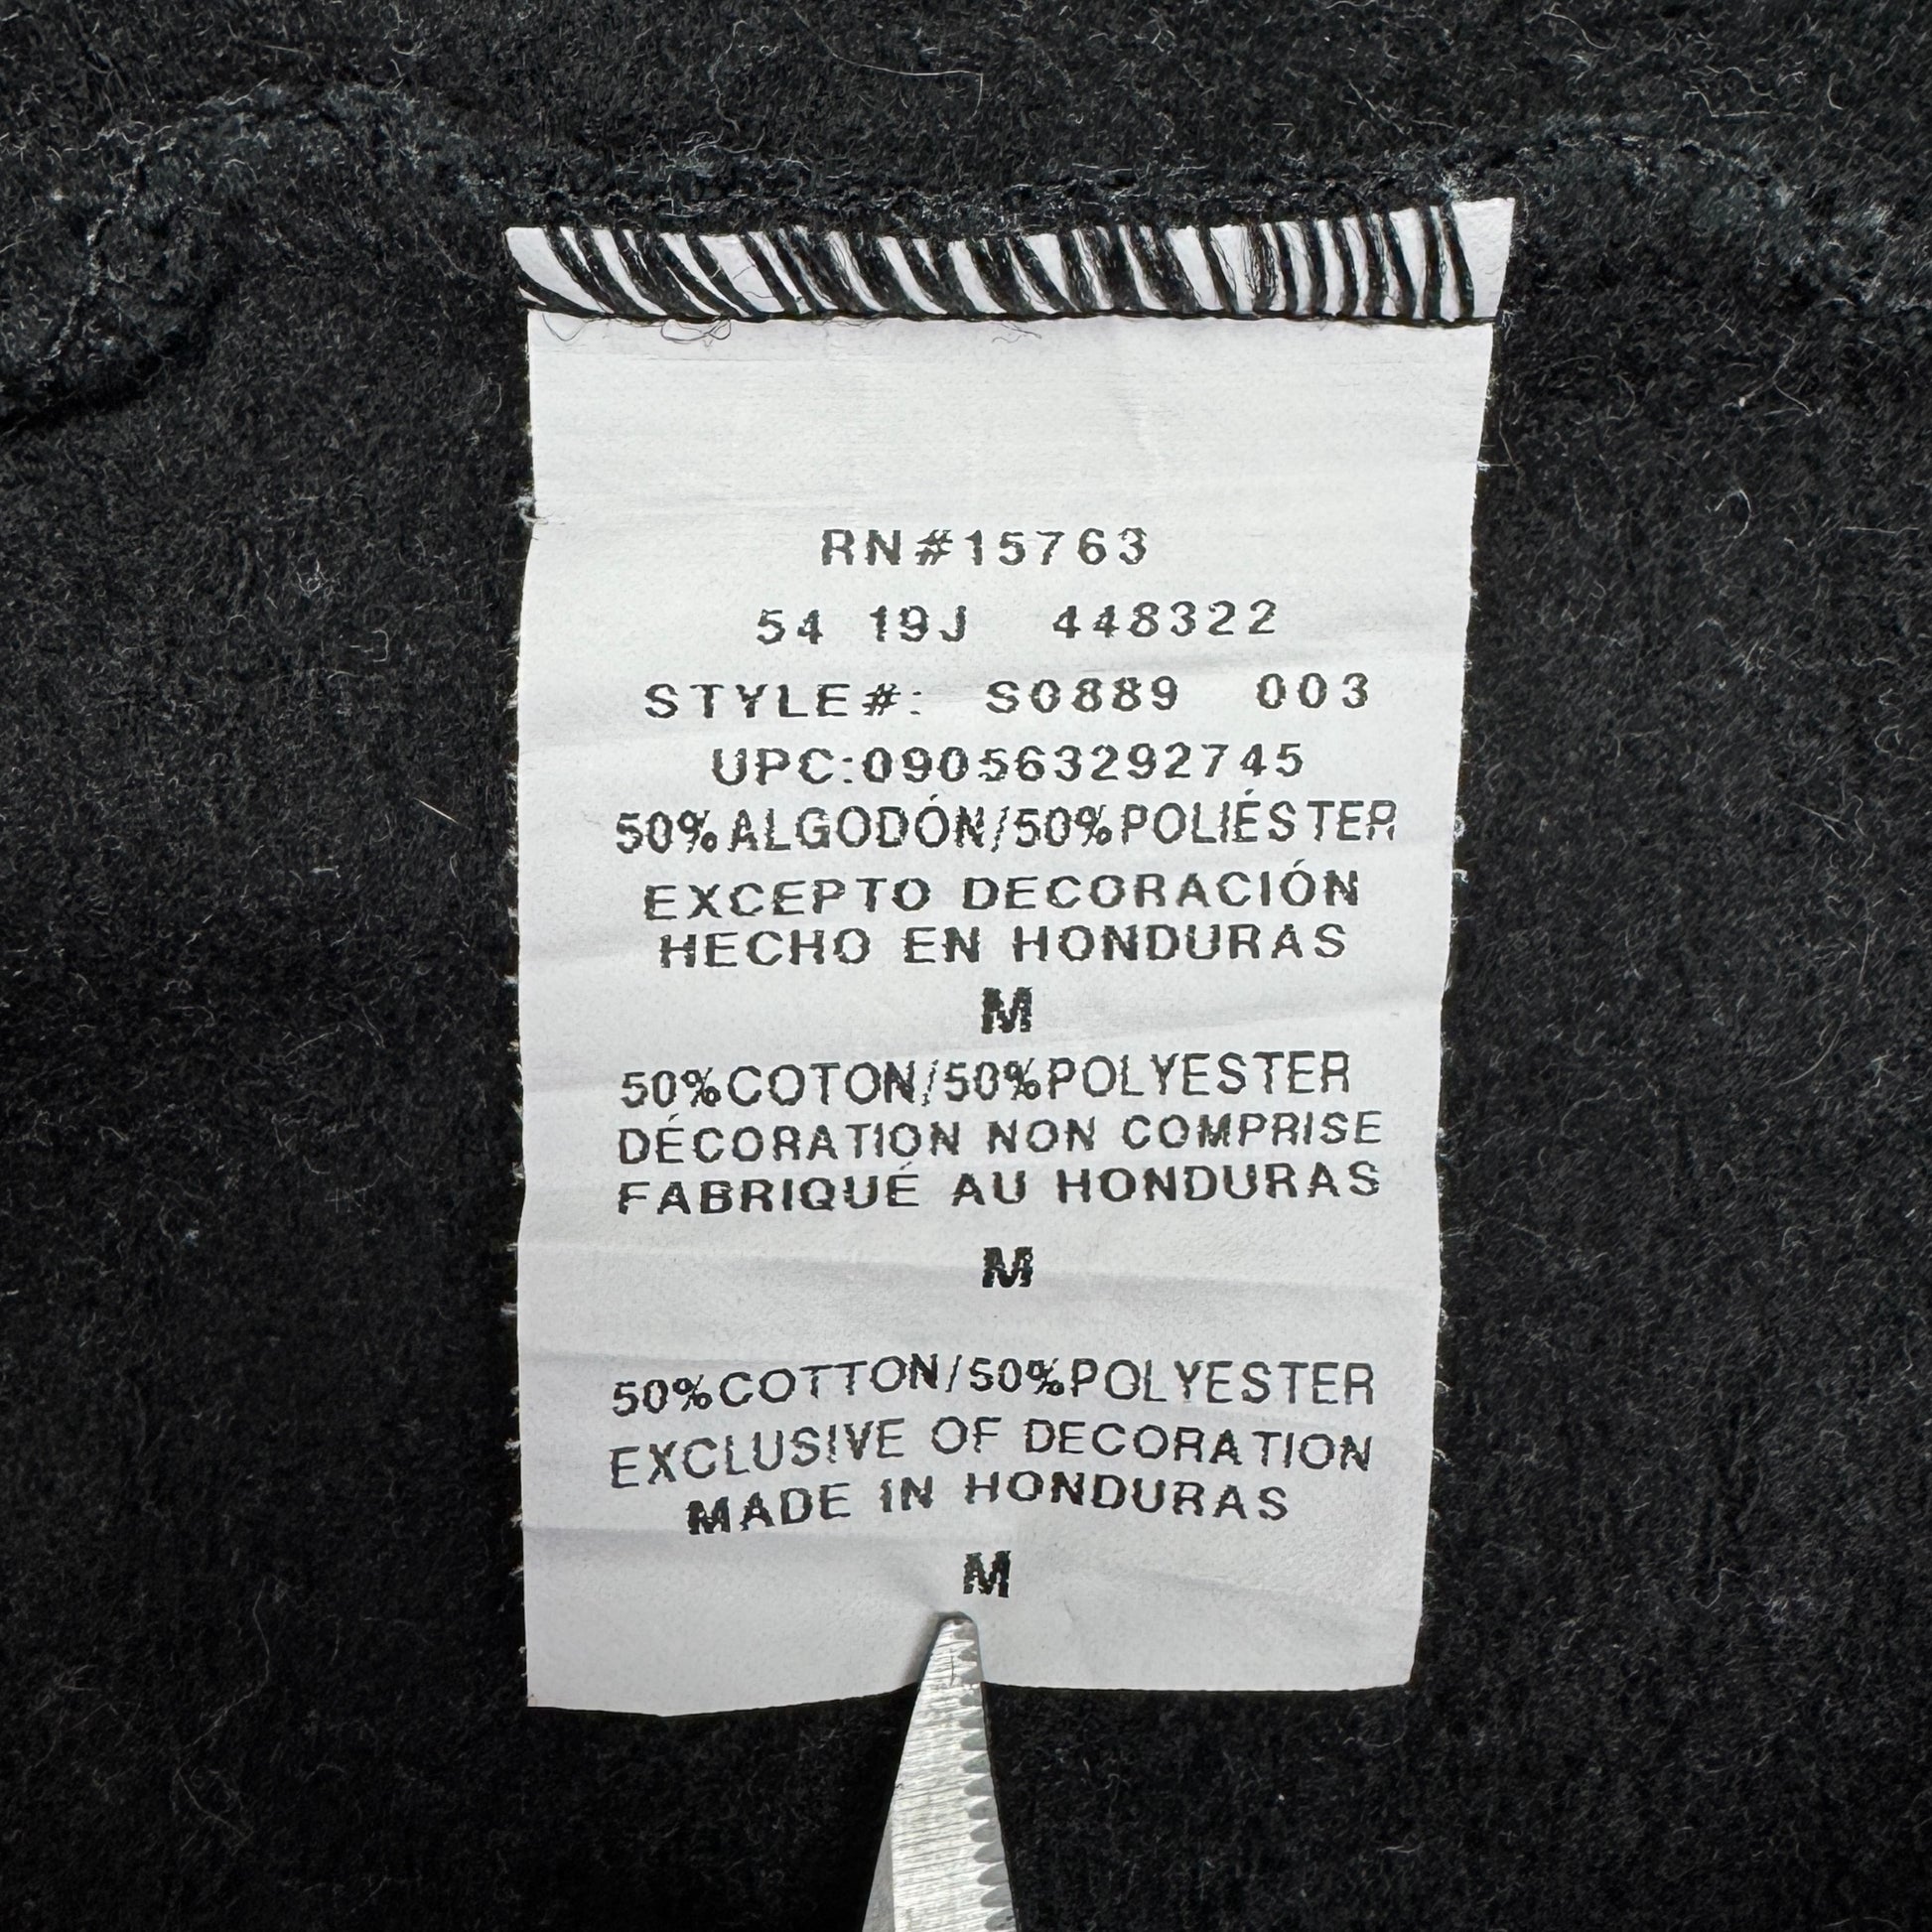 RN#15763
54 19J 448322
STYLE#: S0889 003
UPC:090563292745
50%ALGODÓN/50%POLIÉSTER
EXCEPTO DECORACIÓN
HECHO EN HONDURAS
M
50%COTON/50%POLYESTER
DÉCORATION NON COMPRISE
FABRIQUÉ AU HONDURAS
M
50%COTTON/50%POLYESTER
EXCLUSIVE OF DECORATION
MADE IN HONDURAS
M